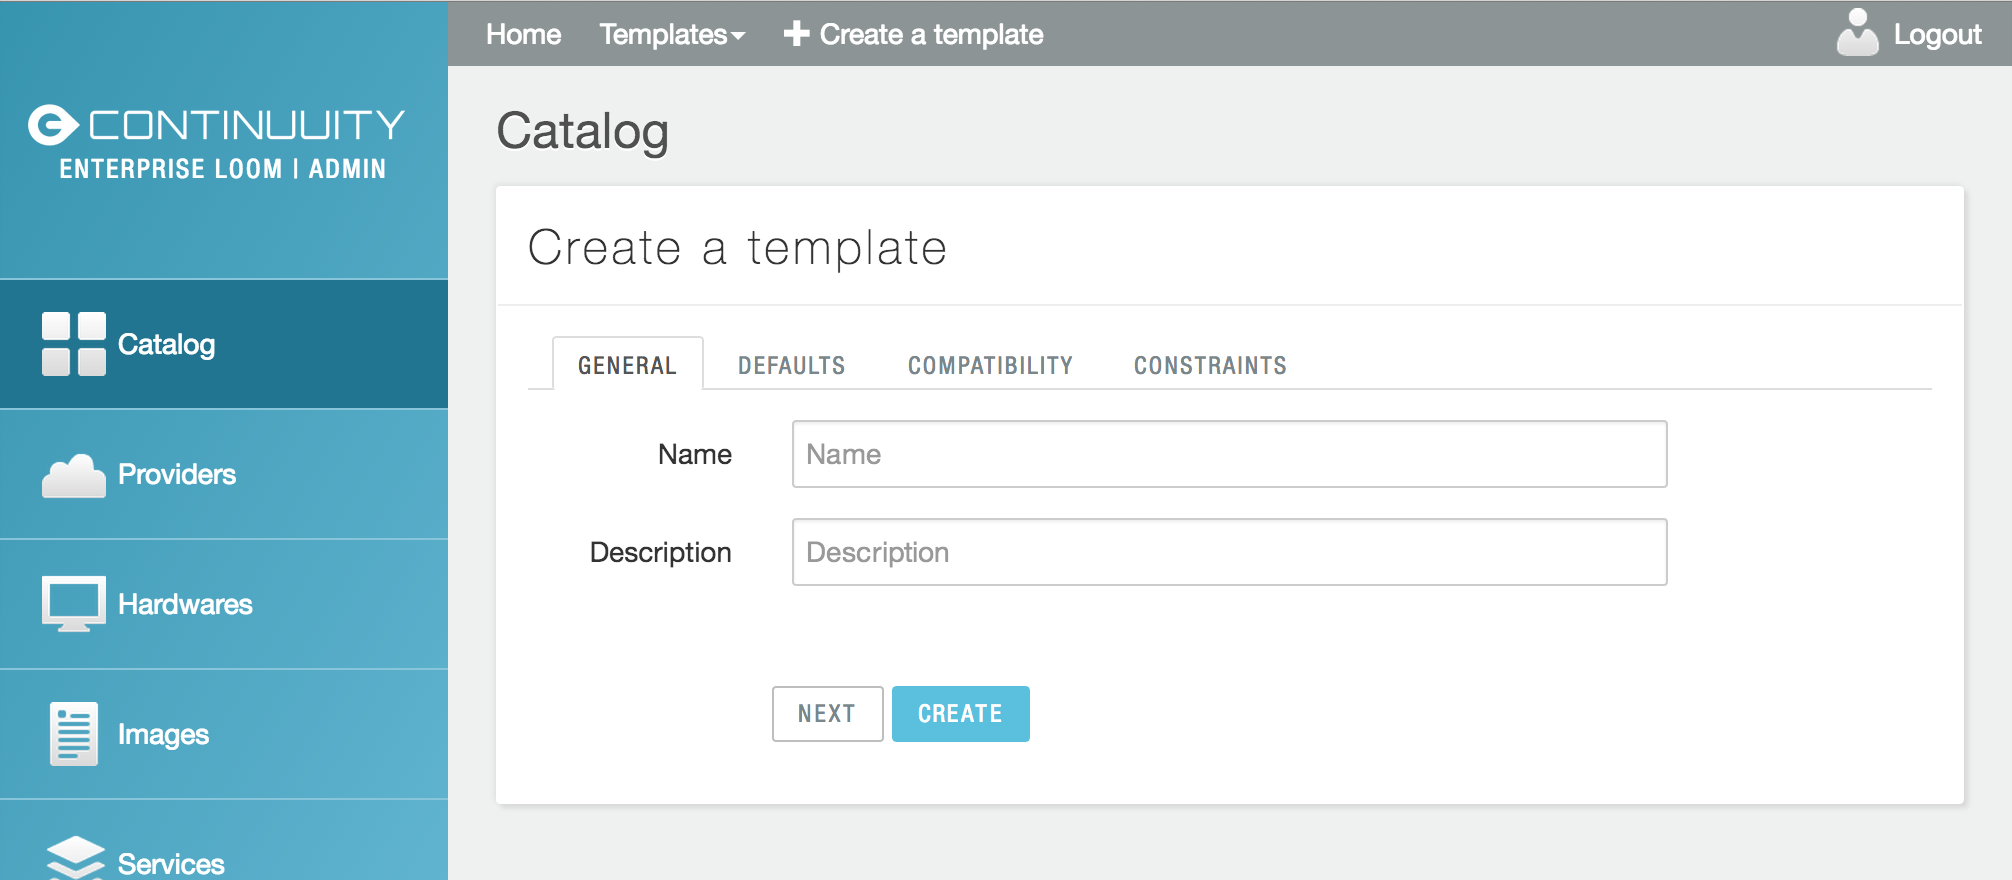 Home Templates Create a template Logout
CONTINUUITY
ENTERPRISE LOOM | ADMIN
Catalog
Providers
Hardwares
Images
Services
Catalog
Create a template
GENERAL DEFAULTS COMPATIBILITY CONSTRAINTS
Name Name
Description Description
NEXT CREATE